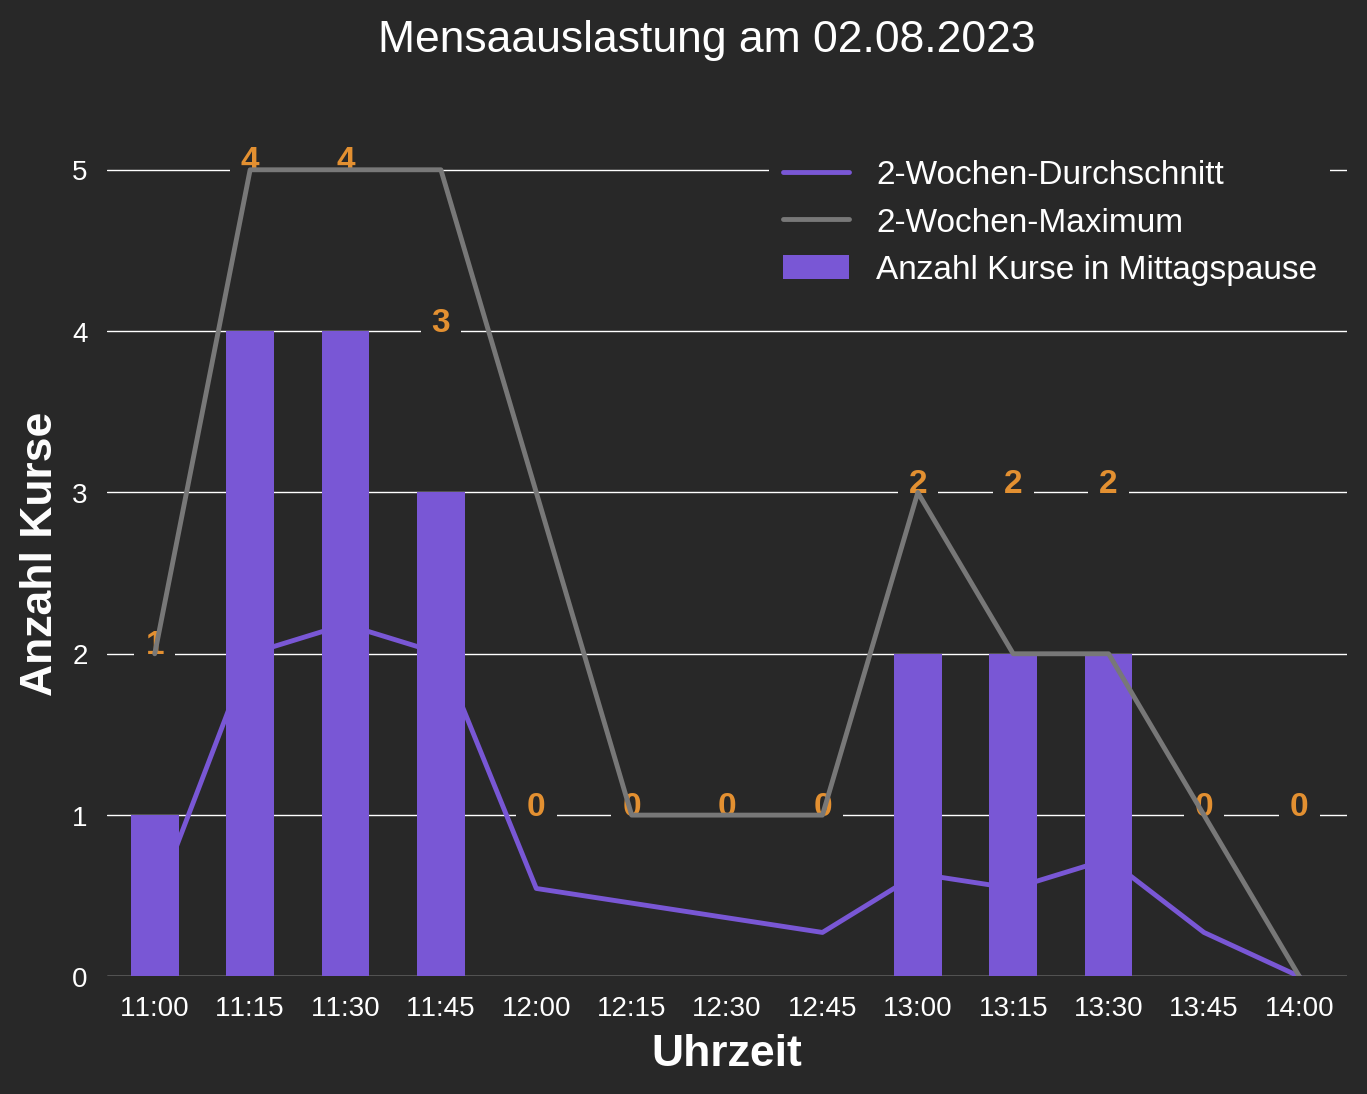 Mensaauslastung am 02.08.2023
2-Wochen-Durchschnitt
2-Wochen-Maximum
Anzahl Kurse in Mittagspause
Anzahl Kurse
5
4
3
2
1
0
1 4 4 3 0 0 0 0 2 2 2 0 0
11:00 11:15 11:30 11:45 12:00 12:15 12:30 12:45 13:00 13:15 13:30 13:45 14:00
Uhrzeit